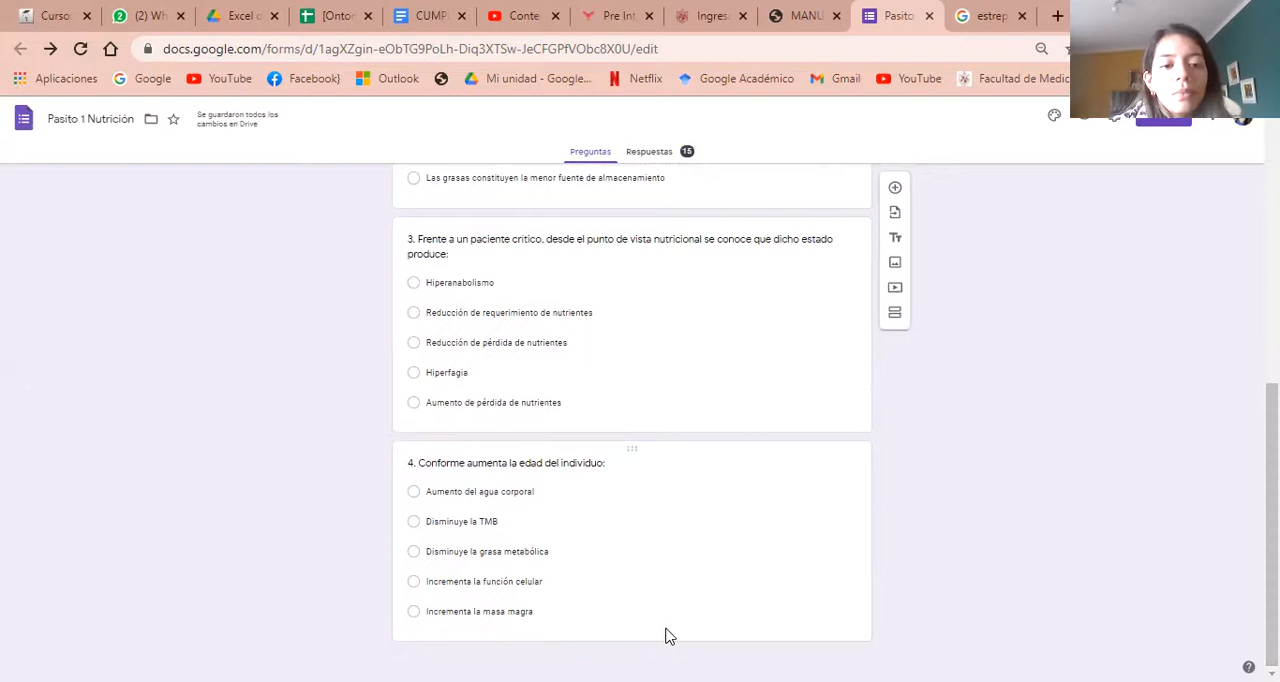 Curso
(2) Wh
Excel o
[Ontor
CUMP
Conte
Pre Int
Ingres
MANU
Pasito
estrep
docs.google.com/forms/d/1agXZgin-eObTG9PoLh-Diq3XTSw-JeCFGPfVObc8X0U/edit
Aplicaciones
Google
YouTube
Facebook}
Outlook
Mi unidad - Google...
Netflix
Google Académico
Gmail
YouTube
Facultad de Medic
Pasito 1 Nutrición
Se guardaron todos los
cambios en Drive
Preguntas
Respuestas
15
Las grasas constituyen la menor fuente de almacenamiento
3. Frente a un paciente critico, desde el punto de vista nutricional se conoce que dicho estado
produce:
Hiperanabolismo
Reducción de requerimiento de nutrientes
Reducción de pérdida de nutrientes
Hiperfagia
Aumento de pérdida de nutrientes
Tт
4. Conforme aumenta la edad del individuo:
Aumento del agua corporal
Disminuye la TMB
Disminuye la grasa metabólica
Incrementa la función celular
Incrementa la masa magra